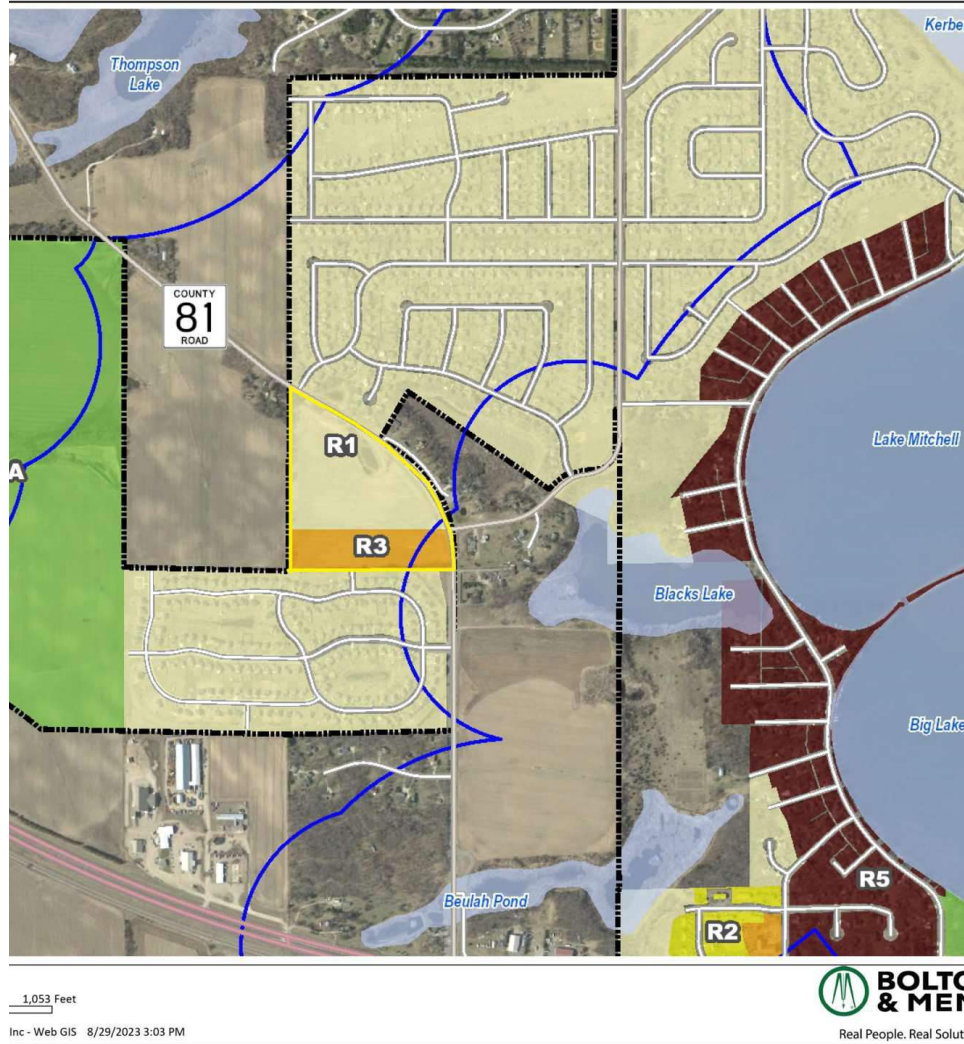 Kerbe
Thompson
Lake
COUNTY
81
ROAD
R1
Lake Mitchell
A
R3
Blacks Lake
Big Lake
R5
Beulah Pond
R2
1,053 Feet
BOLTO
& MEN
Inc - Web GIS 8/29/2023 3:03 PM
Real People. Real Solut